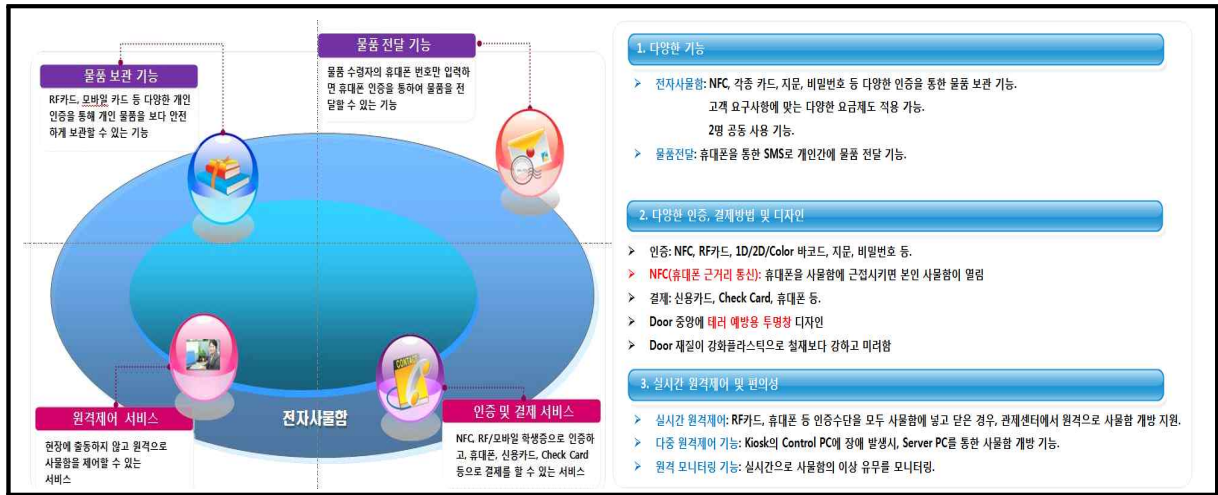 물품 전달 기능
물품 수령자의 휴대폰 번호만 입력하
면 휴대폰 인증을 통하여 물품을 전
달할 수 있는 기능
물품 보관 기능
RF카드, 모바일 카드 등 다양한 개인
인증을 통해 개인 물품을 보다 안전
하게 보관할 수 있는 기능
CONTACT
전자사물함
원격제어 서비스
현장에 출동하지 않고 원격으로
사물함을 제어할 수 있는
서비스
인증 및 결제 서비스
NFC, RF/모바일 학생증으로 인증하
고, 휴대폰, 신용카드, Check Card
등으로 결제를 할 수 있는 서비스
1. 다양한 기능
➤ 전자사물함: NFC, 각종 카드, 지문, 비밀번호 등 다양한 인증을 통한 물품 보관 기능.
고객 요구사항에 맞는 다양한 요금제도 적용 가능.
2명 공동 사용 기능.
➤ 물품전달: 휴대폰을 통한 SMS로 개인간에 물품 전달 기능.
2. 다양한 인증, 결제방법 및 디자인
➤ 인증: NFC, RF카드, 1D/2D/Color 바코드, 지문, 비밀번호 등.
➤ NFC(휴대폰 근거리 통신): 휴대폰을 사물함에 근접시키면 본인 사물함이 열림
➤ 결제: 신용카드, Check Card, 휴대폰 등.
➤ Door 중앙에 테러 예방용 투명창 디자인
➤ Door 재질이 강화플라스틱으로 철재보다 강하고 미려함
3. 실시간 원격제어 및 편의성
➤ 실시간 원격제어: RF카드, 휴대폰 등 인증수단을 모두 사물함에 넣고 닫은 경우, 관제센터에서 원격으로 사물함 개방 지원.
➤ 다중 원격제어 기능: Kiosk의 Control PC에 장애 발생시, Server PC를 통한 사물함 개방 기능.
➤ 원격 모니터링 기능: 실시간으로 사물함의 이상 유무를 모니터링.